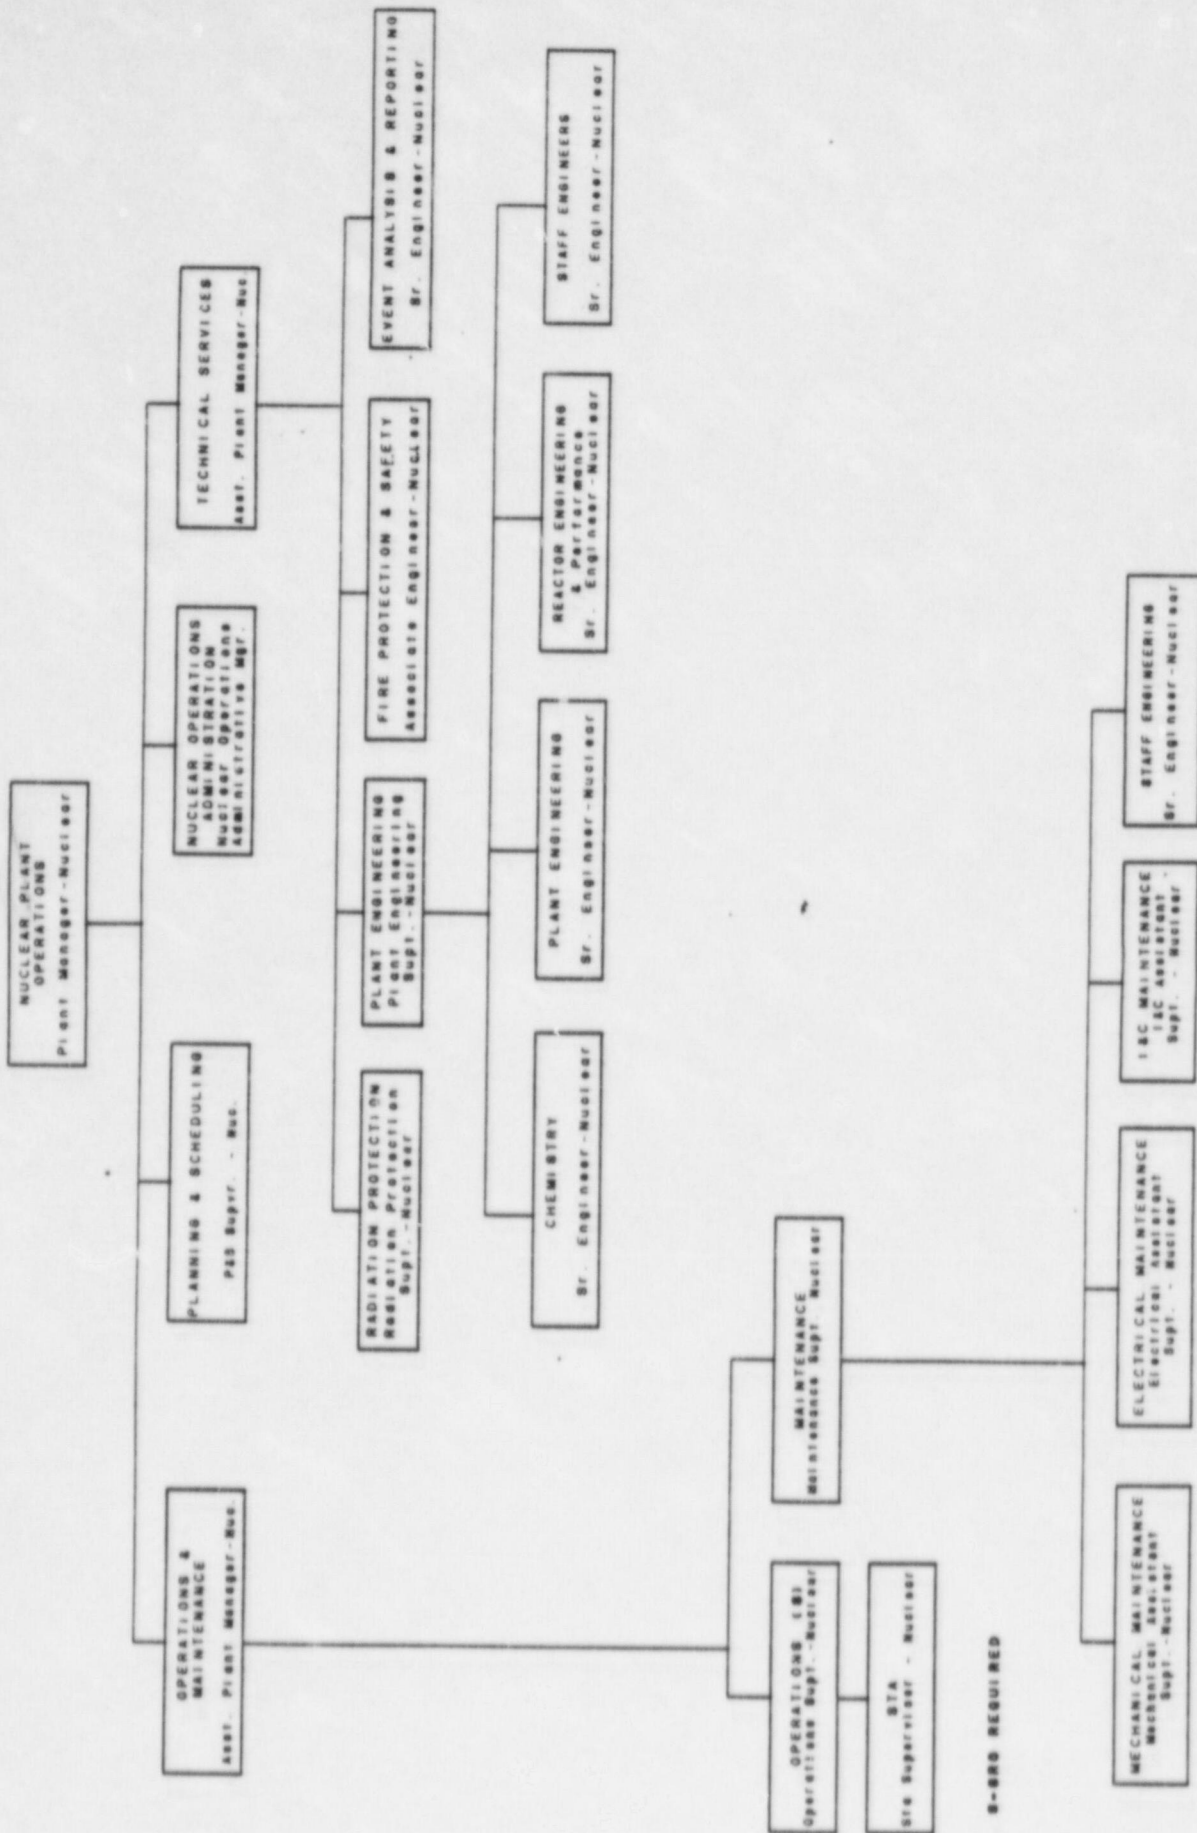 NUCLEAR PLANT
OPERATIONS
Plant Manager-Nuclear
OPERATIONS &
MAINTENANCE
Asst. Plant Manager-Nuc.
PLANNING & SCHEDULING
P&S Supvr. - Nuc.
NUCLEAR OPERATIONS
ADMINISTRATION
Nuclear Operations
Administrative Mgr.
TECHNICAL SERVICES
Asst. Plant Manager-Nuc.
RADIATION PROTECTION
Radiation Protection
Supt.-Nuclear
PLANT ENGINEERING
Plant Engineering
Supt.-Nuclear
FIRE PROTECTION & SAFETY
Associate Engineer-Nuclear
EVENT ANALYSIS & REPORTING
Sr. Engineer-Nuclear
CHEMISTRY
Sr. Engineer-Nuclear
PLANT ENGINEERING
Sr. Engineer-Nuclear
REACTOR ENGINEERING
& Performance
Sr. Engineer-Nuclear
STAFF ENGINEERS
Sr. Engineer-Nuclear
OPERATIONS (S)
Operations Supt.-Nuclear
MAINTENANCE
Maintenance Supt. Nuclear
STA
Sta Supervisor - Nuclear
S-SRO REQUIRED
MECHANICAL MAINTENANCE
Mechanical Assistant
Supt.-Nuclear
ELECTRICAL MAINTENANCE
Electrical Assistant
Supt. - Nuclear
I&C MAINTENANCE
I&C Assistant
Supt. - Nuclear
STAFF ENGINEERING
Sr. Engineer-Nuclear